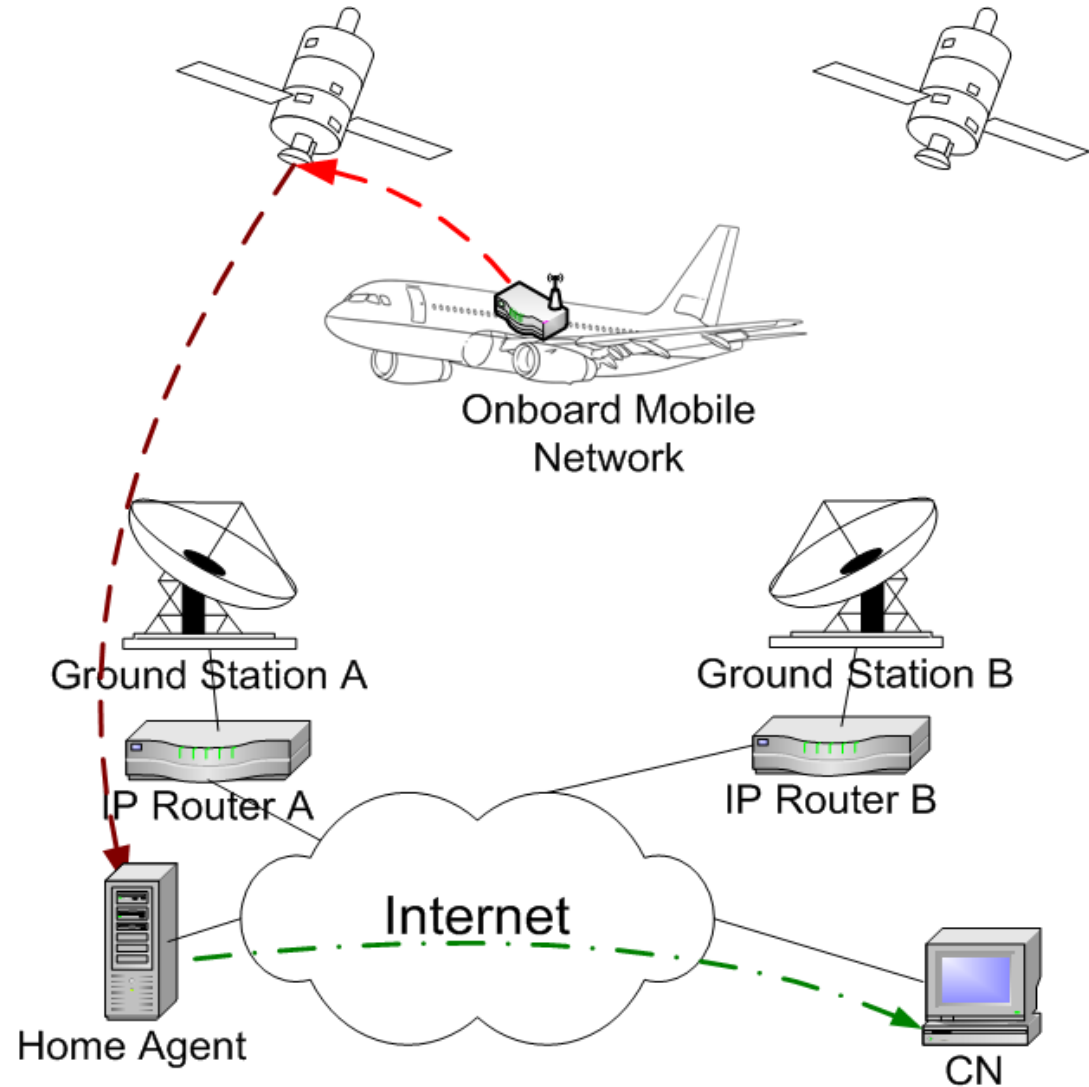 Onboard Mobile
Network
Ground Station A
Ground Station B
IP Router A
IP Router B
Internet
Home Agent
CN